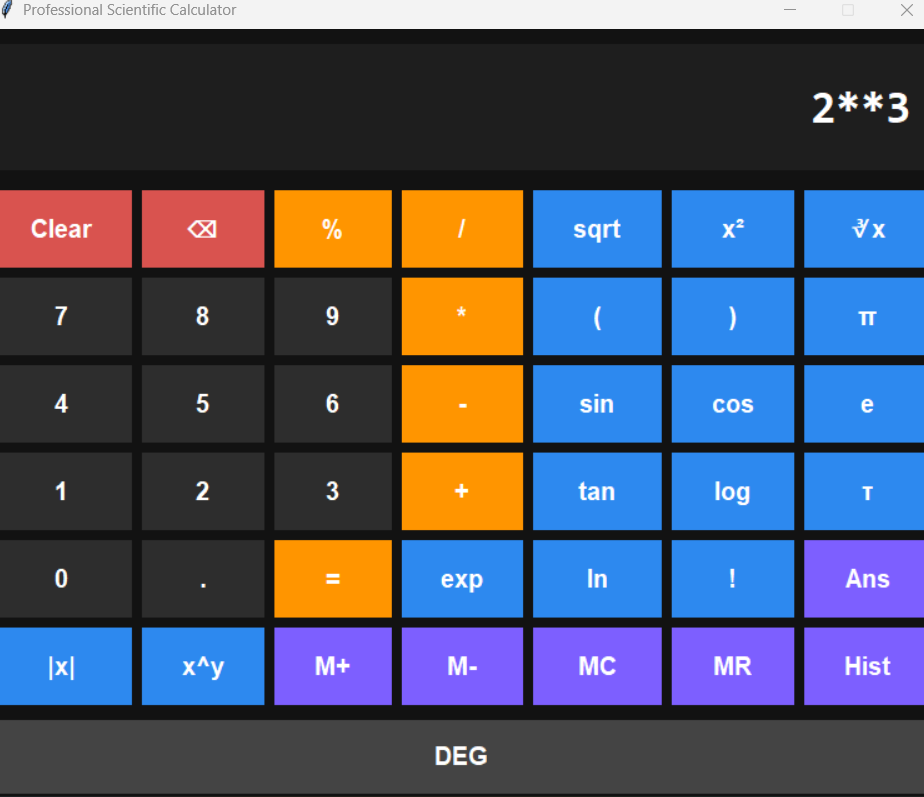 Professional Scientific Calculator
2**3
Clear ⌫ % / sqrt x² ∛x
7 8 9 * ( ) π
4 5 6 - sin cos e
1 2 3 + tan log τ
0 . = exp ln ! Ans
|x| x^y M+ M- MC MR Hist
DEG